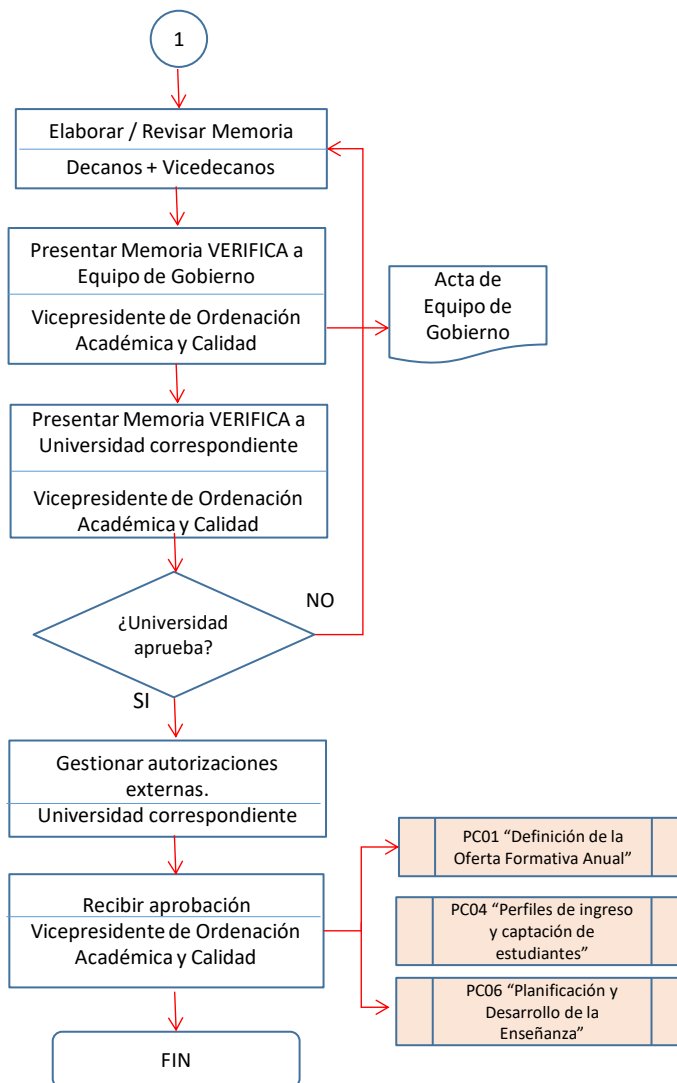 1
Elaborar / Revisar Memoria
Decanos + Vicedecanos
Presentar Memoria VERIFICA a
Equipo de Gobierno
Vicepresidente de Ordenación
Académica y Calidad
Acta de
Equipo de
Gobierno
Presentar Memoria VERIFICA a
Universidad correspondiente
Vicepresidente de Ordenación
Académica y Calidad
NO
¿Universidad
aprueba?
SI
Gestionar autorizaciones
externas.
Universidad correspondiente
PC01 “Definición de la
Oferta Formativa Anual”
Recibir aprobación
Vicepresidente de Ordenación
Académica y Calidad
PC04 “Perfiles de ingreso
y captación de
estudiantes”
PC06 “Planificación y
Desarrollo de la
Enseñanza”
FIN